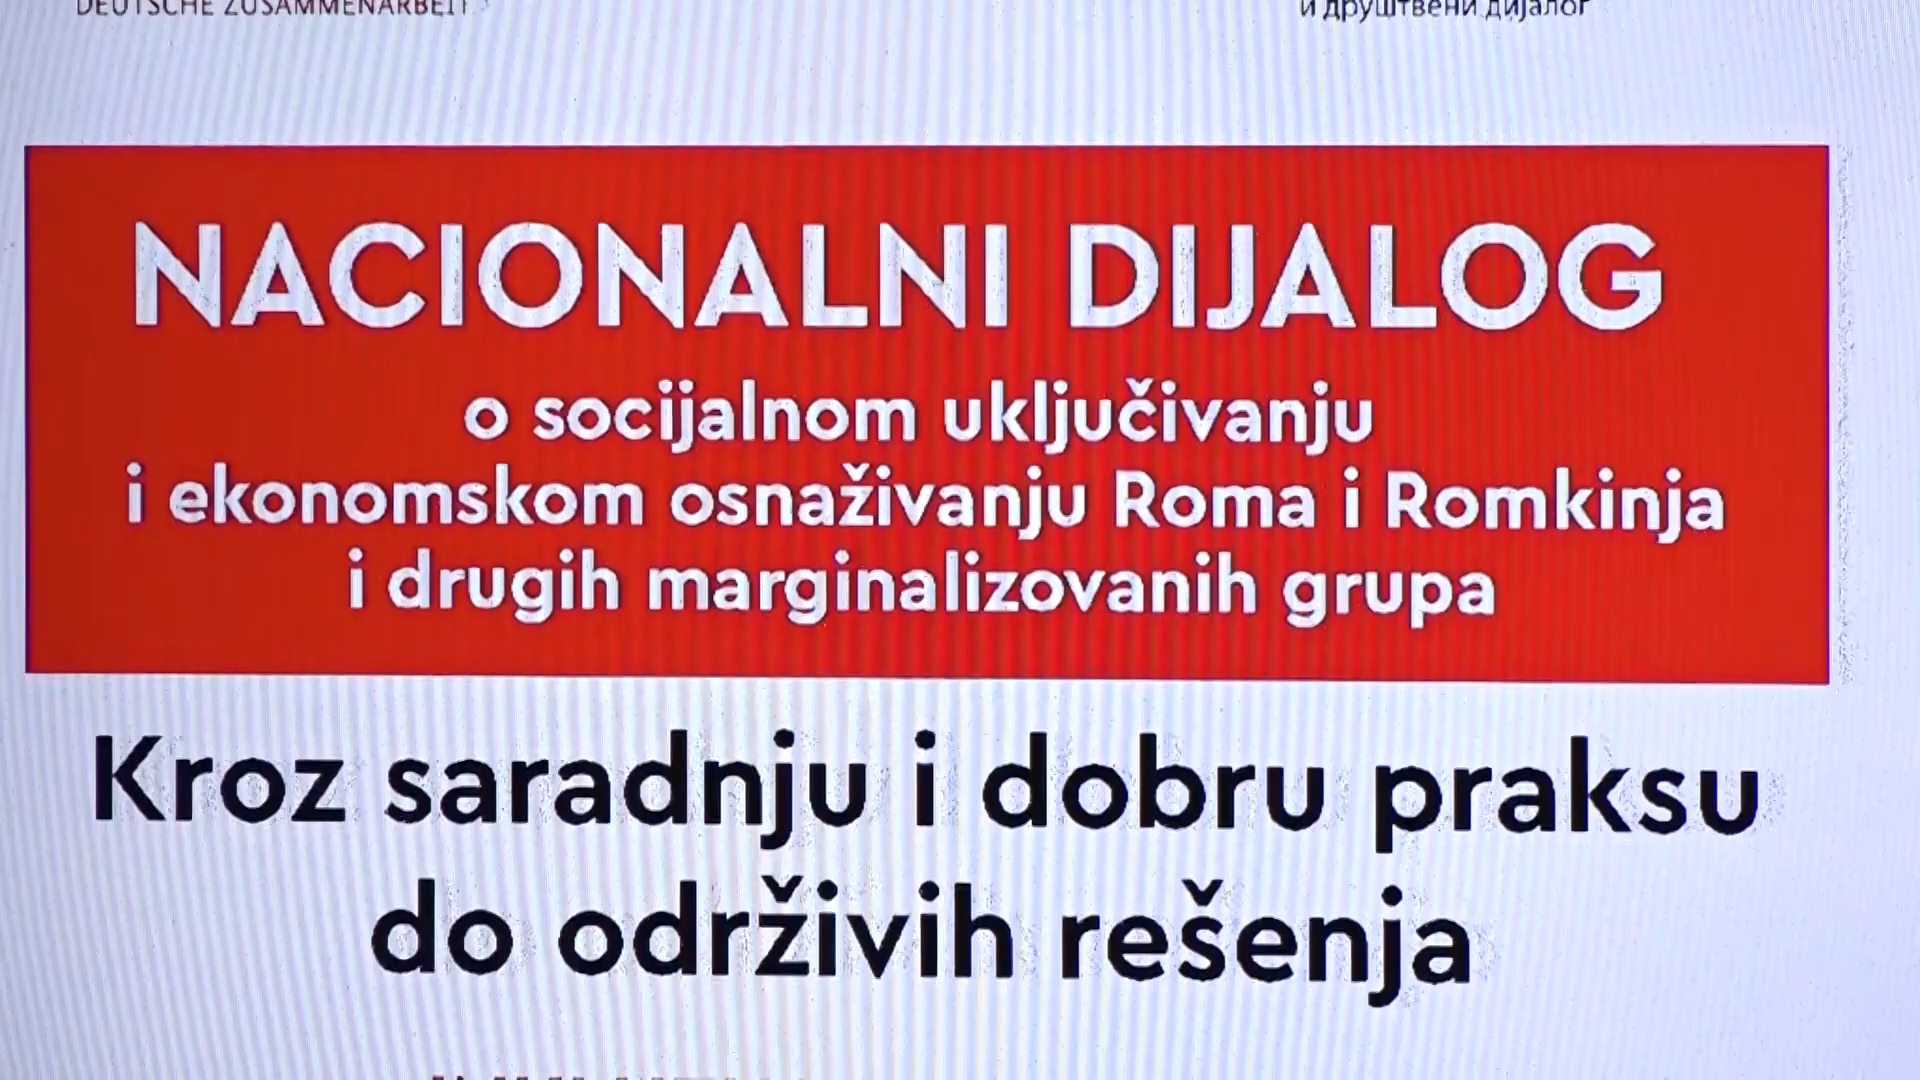 DEUTSCHE ZUSAMMENARBEIT
и друштвени дијалог
NACIONALNI DIJALOG
o socijalnom uključivanju
i ekonomskom osnaživanju Roma i Romkinja
i drugih marginalizovanih grupa
Kroz saradnju i dobru praksu
do održivih rešenja